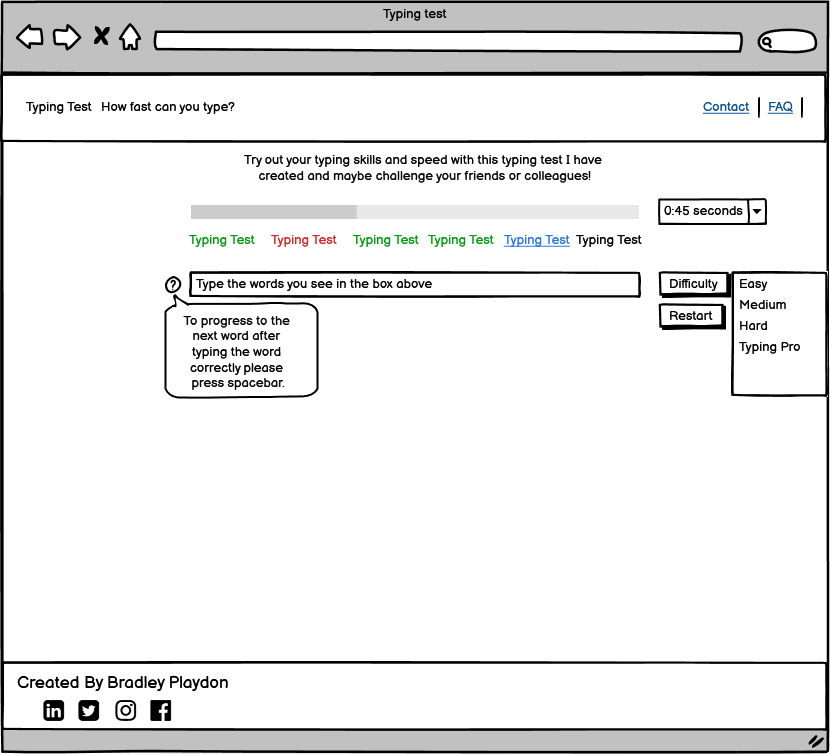 Typing test
Typing Test How fast can you type?
Contact
FAQ
Try out your typing skills and speed with this typing test I have
created and maybe challenge your friends or colleagues!
0:45 seconds
Typing Test Typing Test Typing Test Typing Test Typing Test Typing Test
? Type the words you see in the box above
Difficulty
Easy
Medium
Hard
Typing Pro
Restart
To progress to the
next word after
typing the word
correctly please
press spacebar.
Created By Bradley Playdon